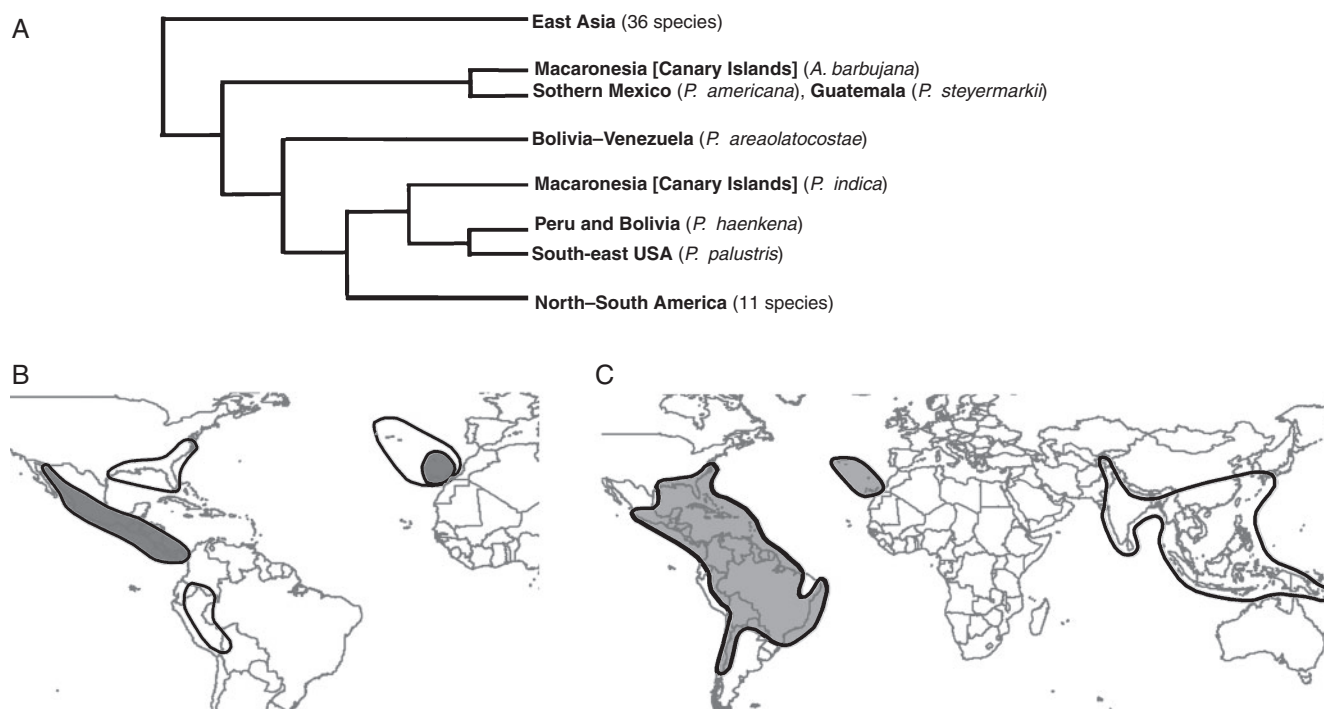 A
East Asia (36 species)
Macaronesia [Canary Islands] (A. barbujana)
Sothern Mexico (P. americana), Guatemala (P. steyermarkii)
Bolivia–Venezuela (P. areaolatocostae)
Macaronesia [Canary Islands] (P. indica)
Peru and Bolivia (P. haenkena)
South-east USA (P. palustris)
North–South America (11 species)
B
C